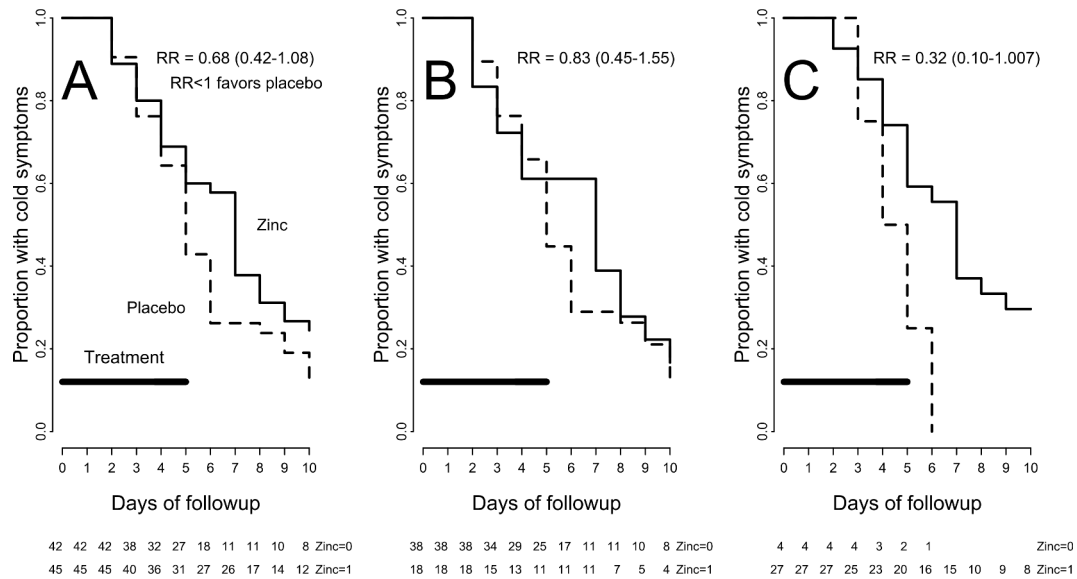 A
RR = 0.68 (0.42-1.08)
RR<1 favors placebo
Zinc
Placebo
Treatment
Proportion with cold symptoms
0.0 0.2 0.4 0.6 0.8 1.0
0 1 2 3 4 5 6 7 8 9 10
Days of followup
42 42 42 38 32 27 18 11 11 10 8 Zinc=0
45 45 45 40 36 31 27 26 17 14 12 Zinc=1
B
RR = 0.83 (0.45-1.55)
Proportion with cold symptoms
0.0 0.2 0.4 0.6 0.8 1.0
0 1 2 3 4 5 6 7 8 9 10
Days of followup
38 38 38 34 29 25 17 11 11 10 8 Zinc=0
18 18 18 15 13 11 11 11 7 5 4 Zinc=1
C
RR = 0.32 (0.10-1.007)
Proportion with cold symptoms
0.0 0.2 0.4 0.6 0.8 1.0
0 1 2 3 4 5 6 7 8 9 10
Days of followup
4 4 4 4 3 2 1 Zinc=0
27 27 27 25 23 20 16 15 10 9 8 Zinc=1